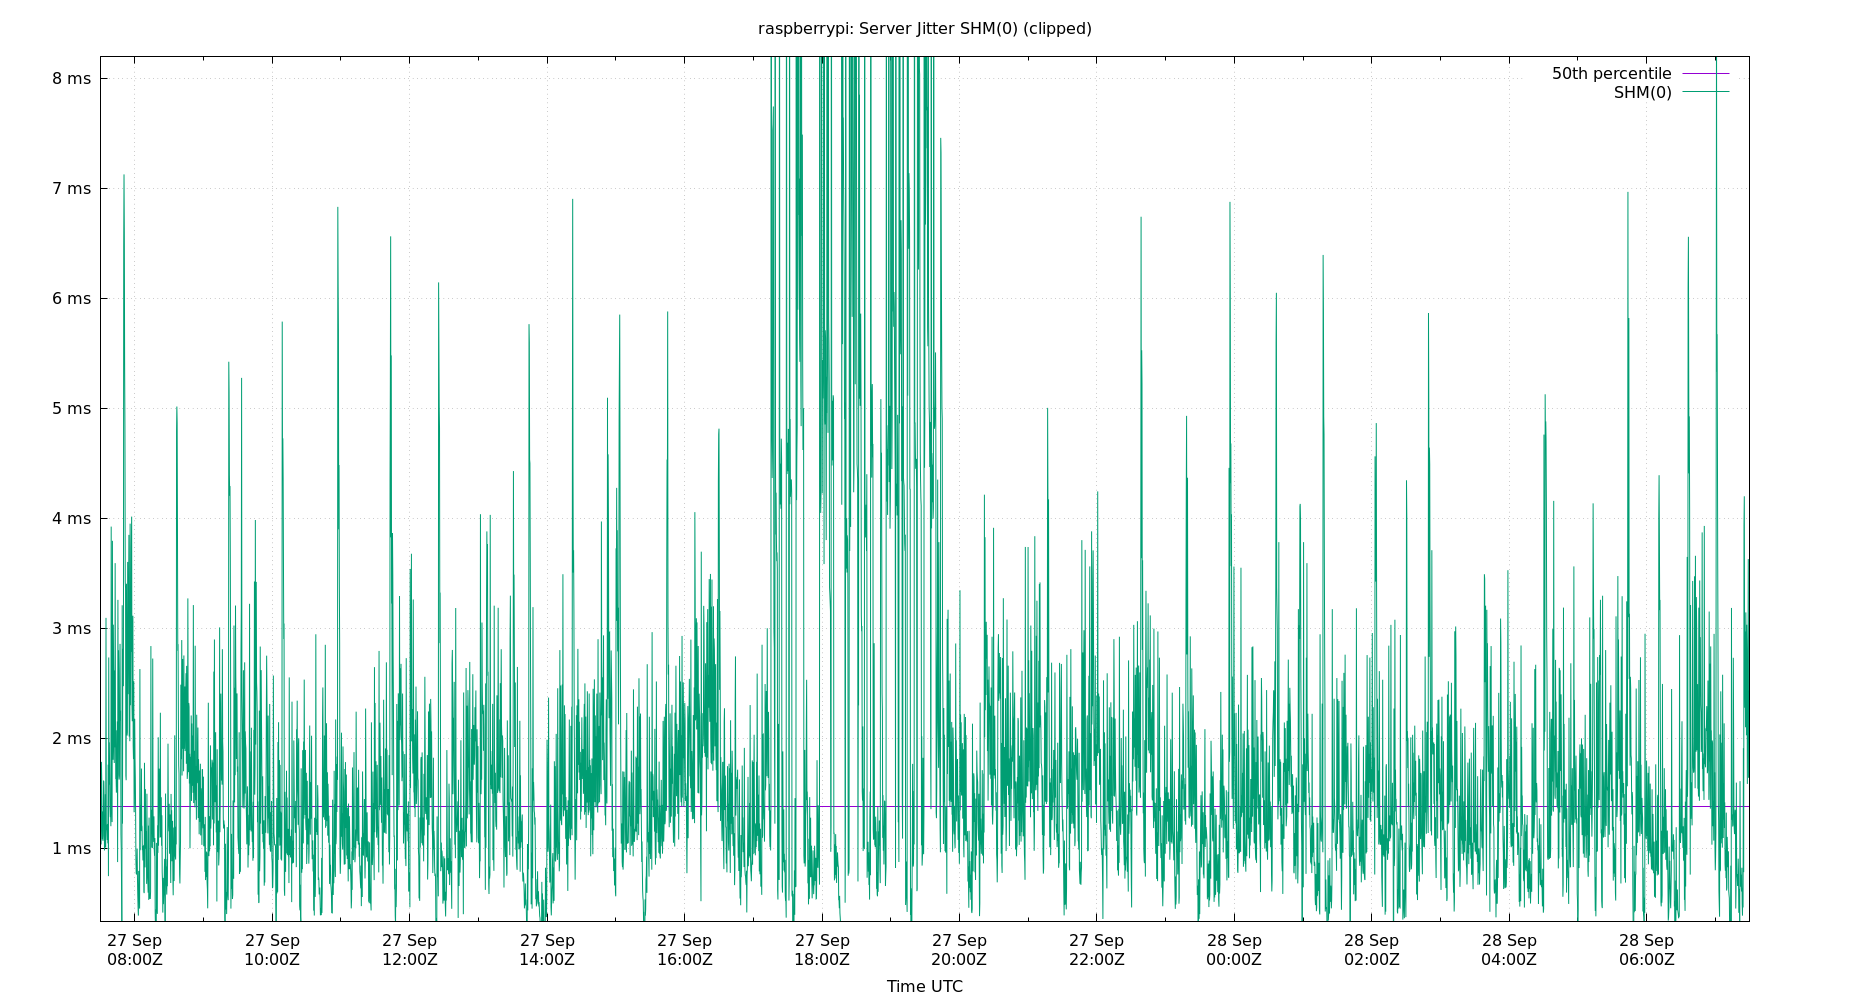 raspberrypi: Server Jitter SHM(0) (clipped)
50th percentile
SHM(0)
8 ms
7 ms
6 ms
5 ms
4 ms
3 ms
2 ms
1 ms
27 Sep 27 Sep 27 Sep 27 Sep 27 Sep 27 Sep 27 Sep 27 Sep 28 Sep 28 Sep 28 Sep 28 Sep
08:00Z 10:00Z 12:00Z 14:00Z 16:00Z 18:00Z 20:00Z 22:00Z 00:00Z 02:00Z 04:00Z 06:00Z
Time UTC